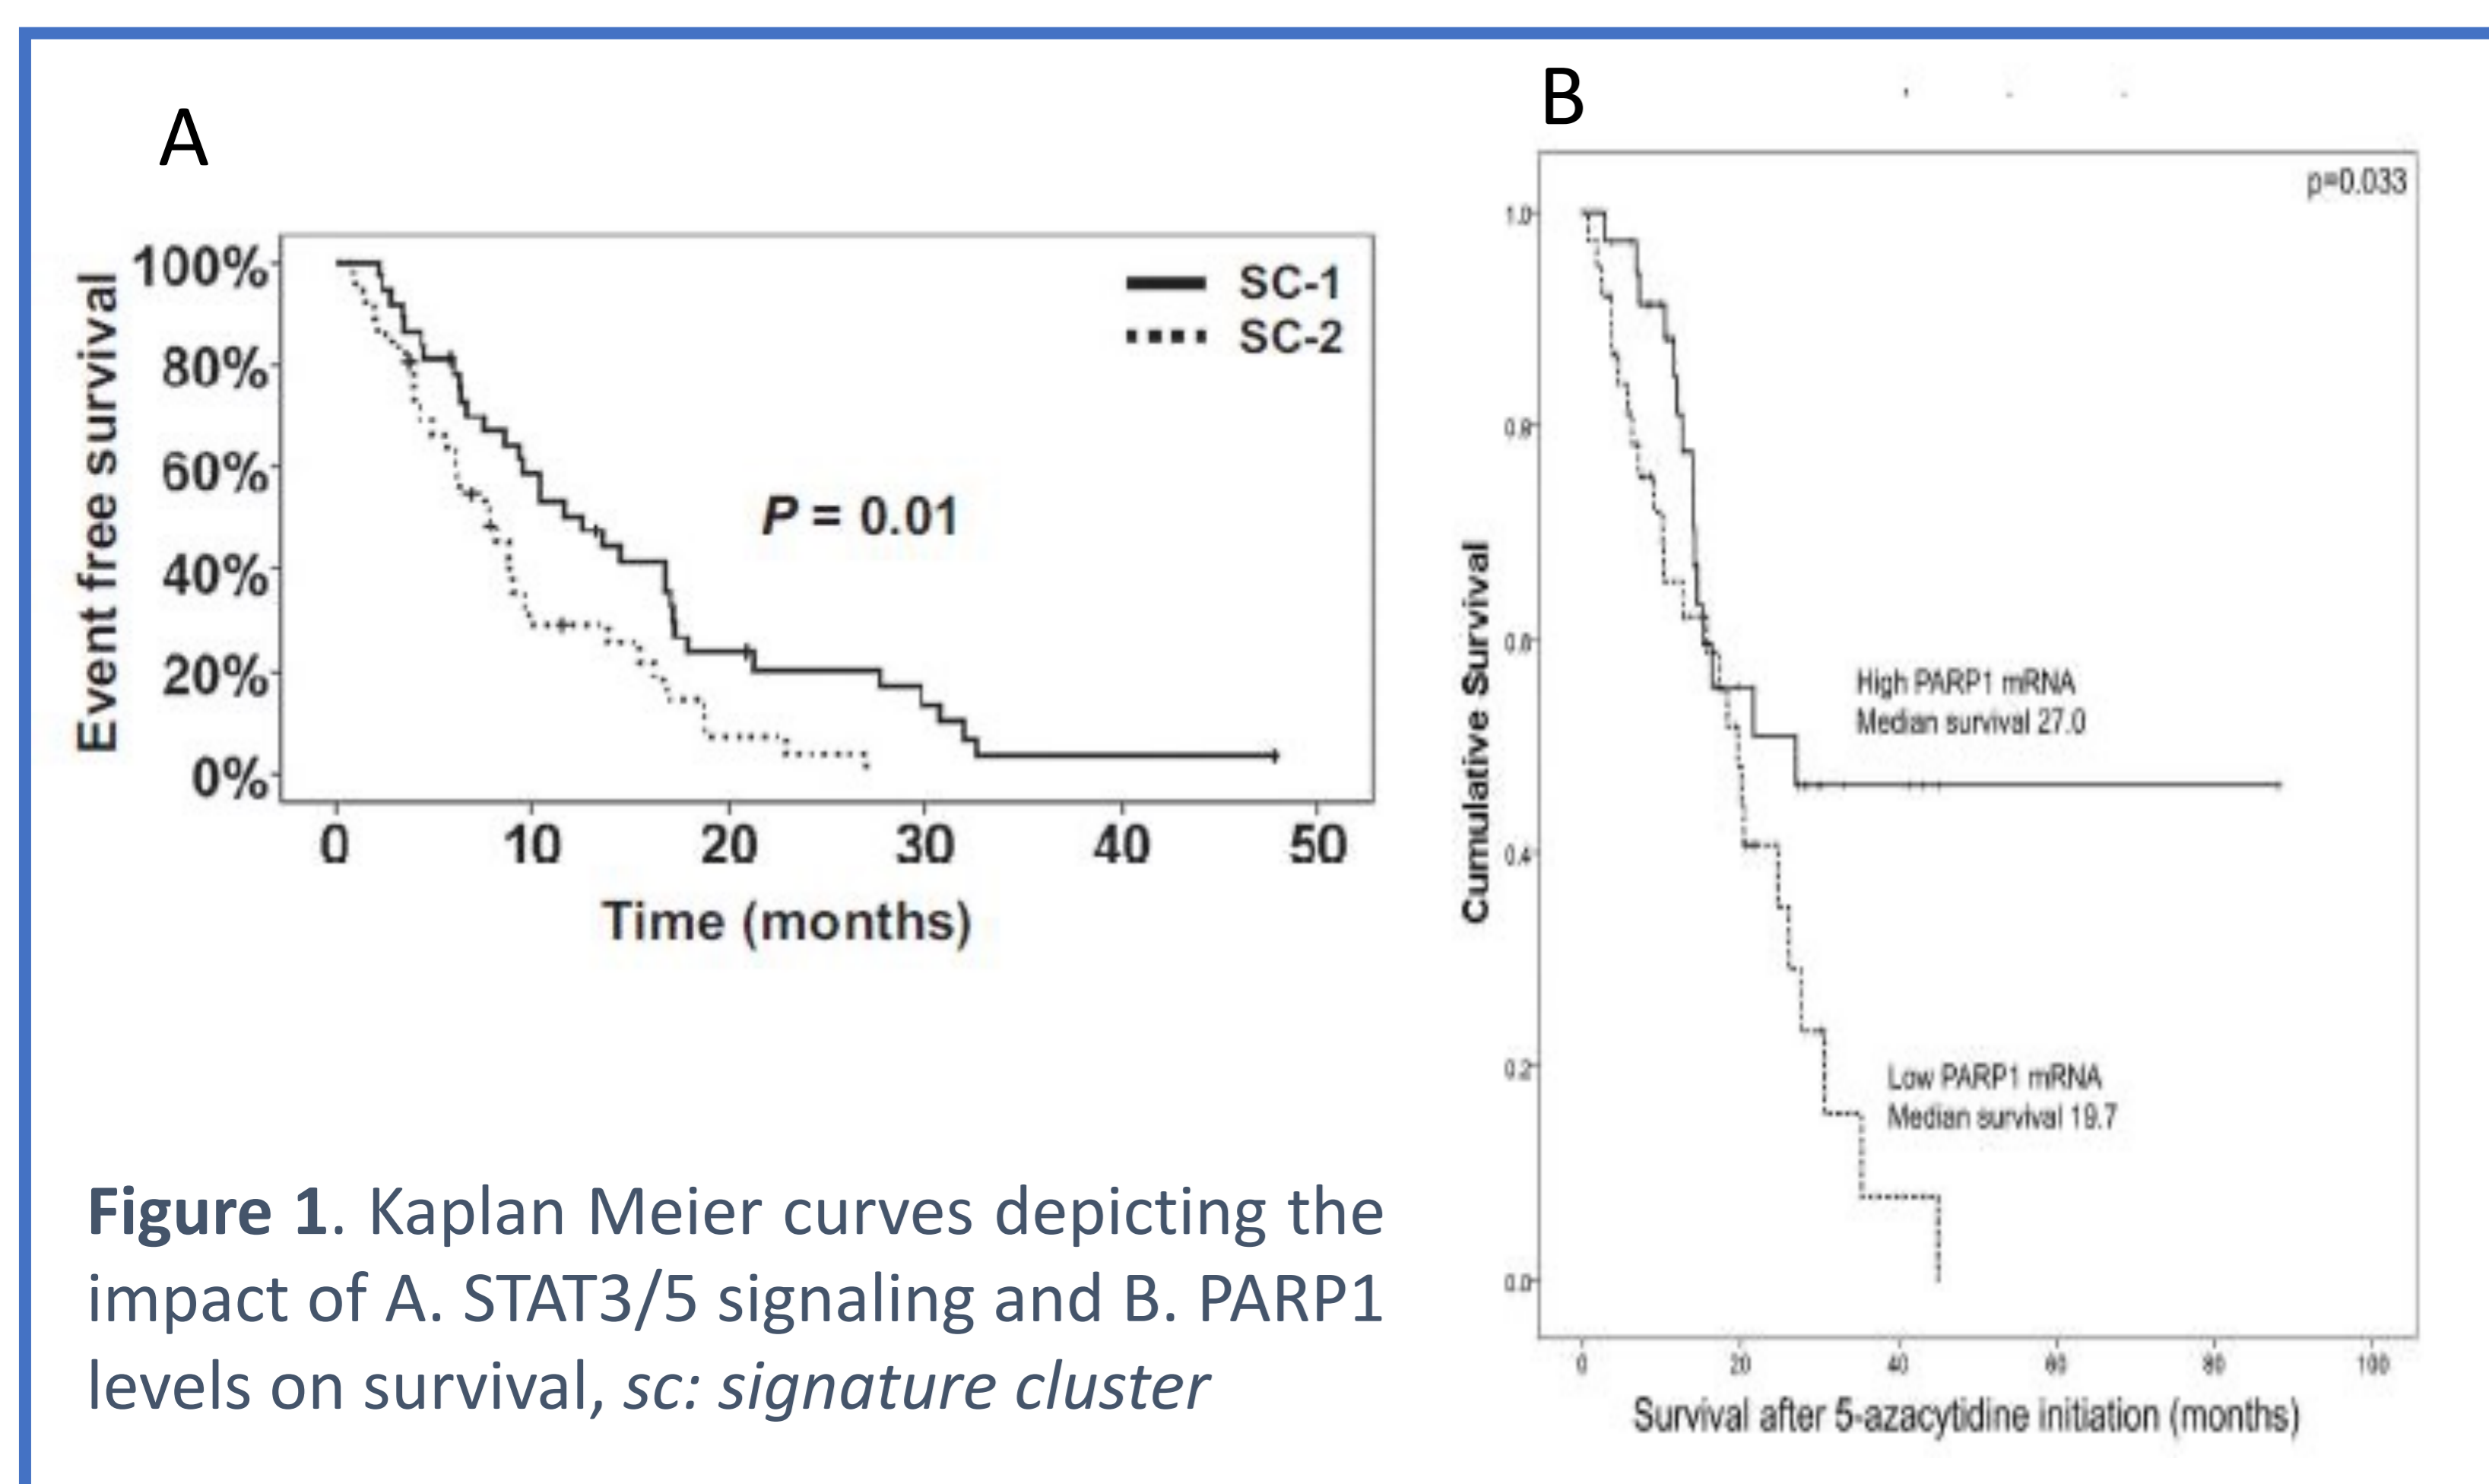 A
100%
80%
60%
40%
20%
0%
Event free survival
SC-1
SC-2
P = 0.01
0 10 20 30 40 50
Time (months)
B
p=0.033
1.0
0.8
0.6
0.4
0.2
0.0
Cumulative Survival
High PARP1 mRNA
Median survival 27.0
Low PARP1 mRNA
Median survival 19.7
0 20 40 60 80 100
Survival after 5-azacytidine initiation (months)
Figure 1. Kaplan Meier curves depicting the
impact of A. STAT3/5 signaling and B. PARP1
levels on survival, sc: signature cluster